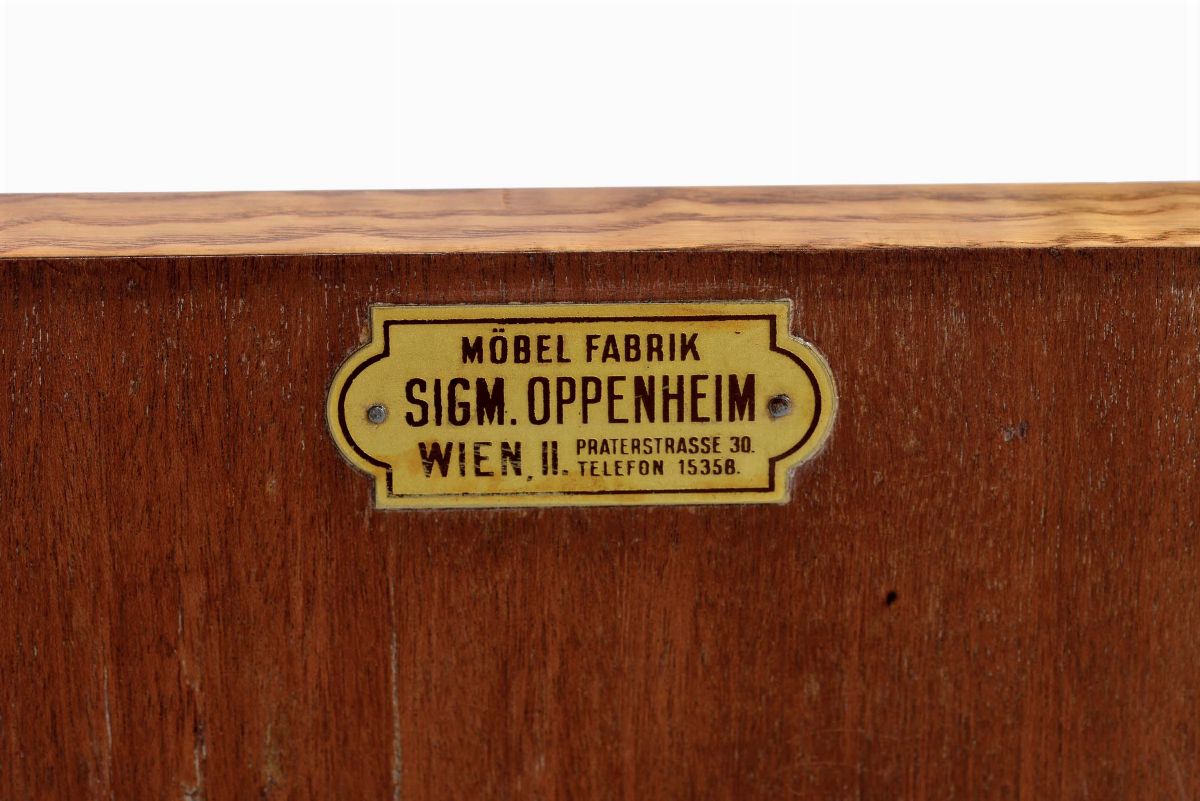 MÖBEL FABRIK
SIGM. OPPENHEIM
WIEN, II. PRATERSTRASSE 30.
TELEFON 15358.